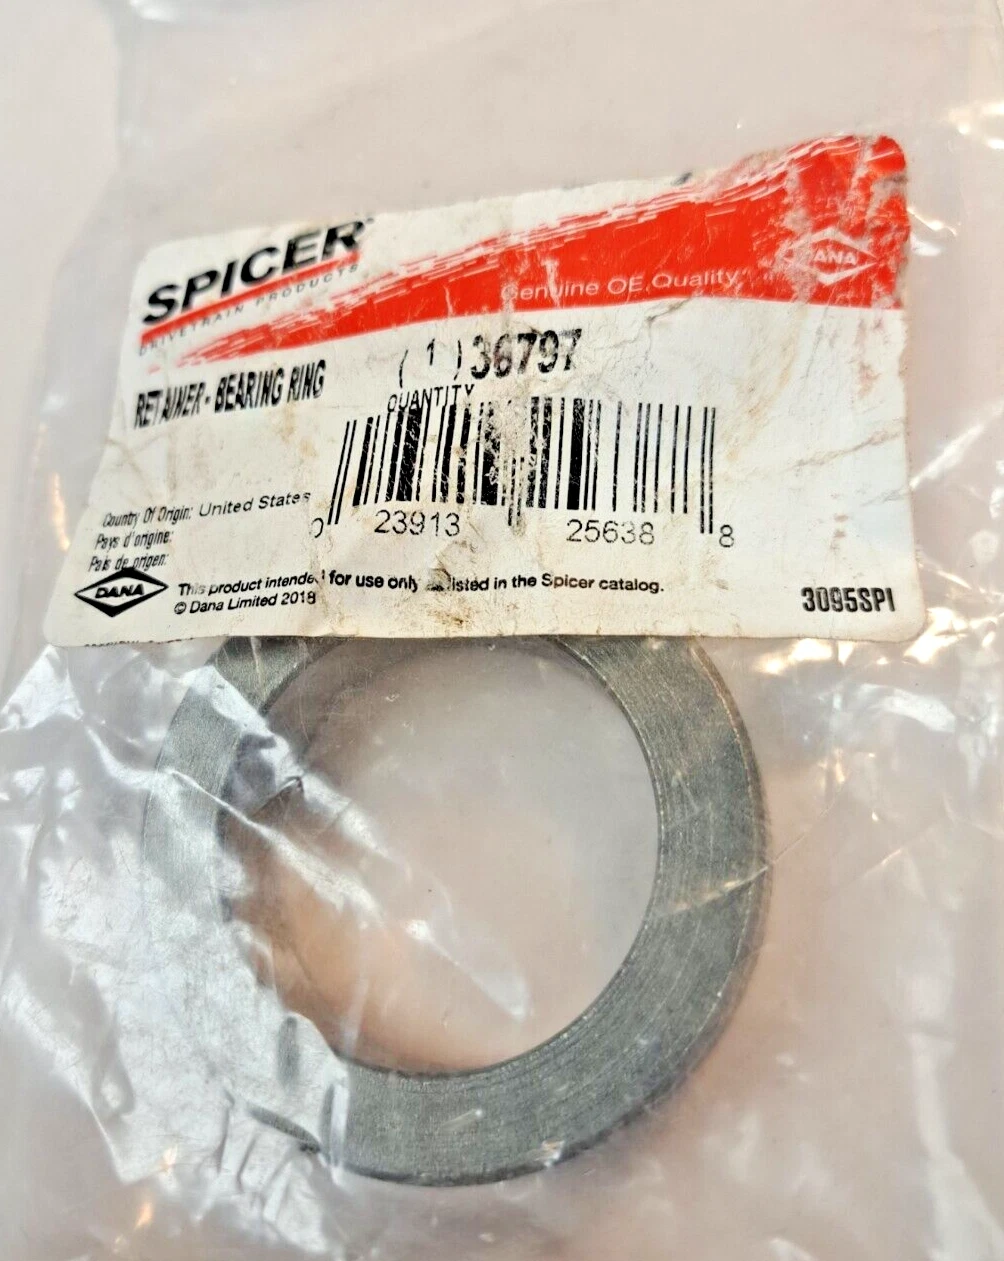 SPICER
DRIVETRAIN PRODUCTS
Genuine OE Quality
DANA
( 1 ) 36797
QUANTITY
RETAINER - BEARING RING
Country Of Origin: United States
Pays d'origine:
Pais de origen:
0 23913 25638 8
DANA
This product intended for use only as listed in the Spicer catalog.
© Dana Limited 2018
3095SPI